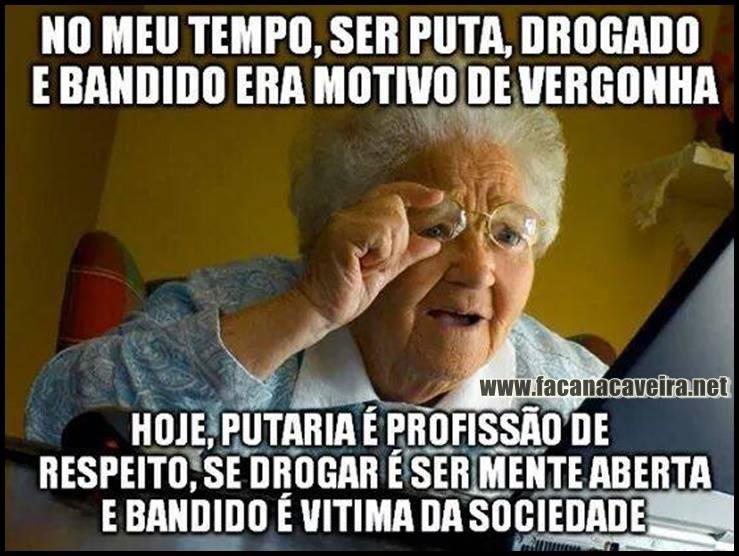 NO MEU TEMPO, SER PUTA, DROGADO
E BANDIDO ERA MOTIVO DE VERGONHA
www.facanacaveira.net
HOJE, PUTARIA É PROFISSÃO DE
RESPEITO, SE DROGAR É SER MENTE ABERTA
E BANDIDO É VITIMA DA SOCIEDADE